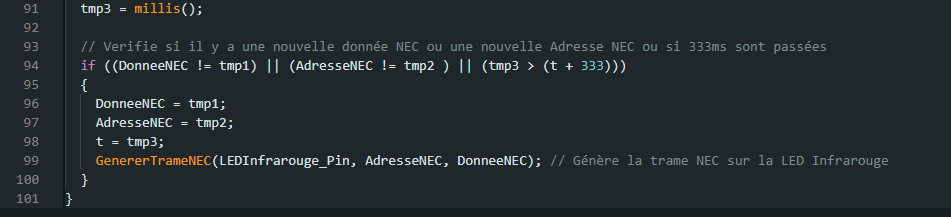 91 tmp3 = millis();
92
93 // Verifie si il y a une nouvelle donnée NEC ou une nouvelle Adresse NEC ou si 333ms sont passées
94 if ((DonneeNEC != tmp1) || (AdresseNEC != tmp2 ) || (tmp3 > (t + 333)))
95 {
96 DonneeNEC = tmp1;
97 AdresseNEC = tmp2;
98 t = tmp3;
99 GenererTrameNEC(LEDInfrarouge_Pin, AdresseNEC, DonneeNEC); // Génère la trame NEC sur la LED Infrarouge
100 }
101 }